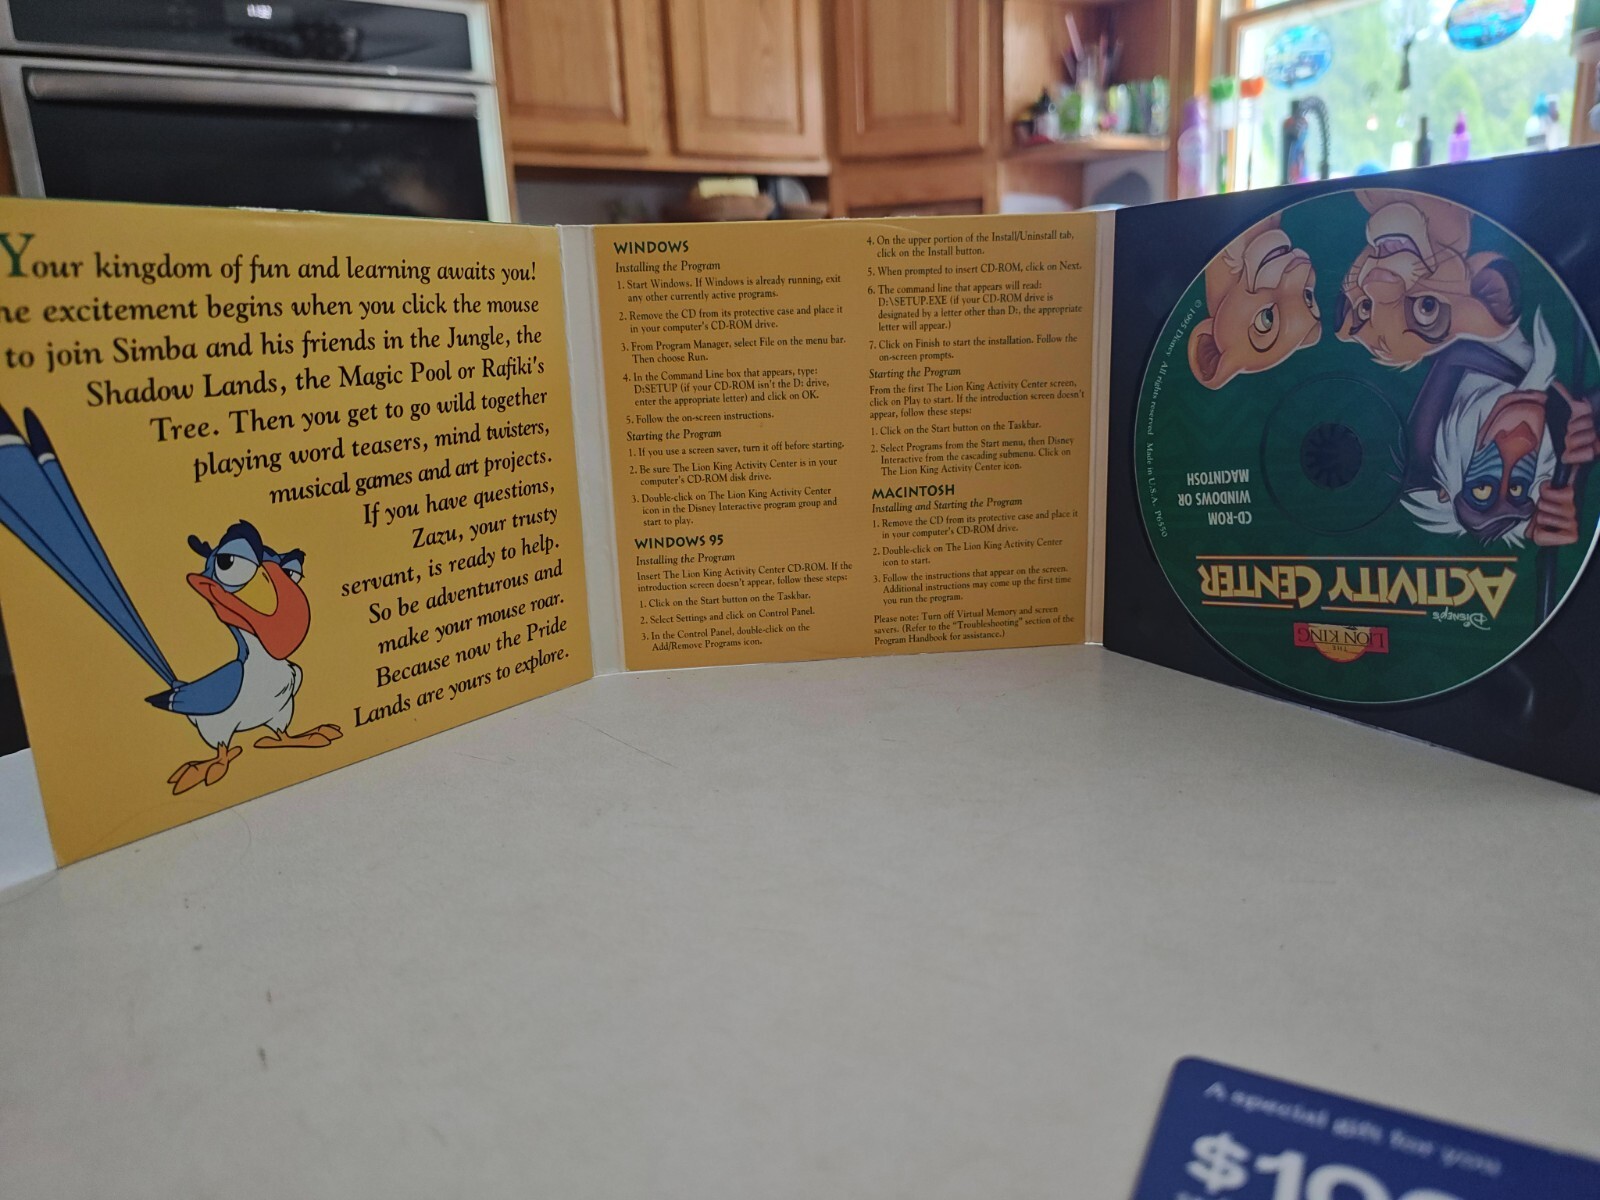 Your kingdom of fun and learning awaits you!
excitement begins when you click the mouse
to join Simba and his friends in the Jungle, the
Shadow Lands, the Magic Pool or Rafiki's
Tree. Then you get to go wild together
playing word teasers, mind twisters,
musical games and art projects.
If you have questions,
Zazu, your trusty
servant, is ready to help.
So be adventurous and
make your mouse roar.
Because now the Pride
Lands are yours to explore.
WINDOWS
Installing the Program
1. Start Windows. If Windows is already running, exit
any other currently active programs.
2. Remove the CD from its protective case and place it
in your computer's CD-ROM drive.
3. From Program Manager, select File on the menu bar.
Then choose Run.
4. In the Command Line box that appears, type:
D:\SETUP (if your CD-ROM isn't the D: drive,
enter the appropriate letter) and click on OK.
5. Follow the on-screen instructions.
Starting the Program
1. If you use a screen saver, turn it off before starting.
2. Be sure The Lion King Activity Center is in your
computer's CD-ROM disk drive.
3. Double-click on The Lion King Activity Center
icon in the Disney Interactive program group and
start to play.
WINDOWS 95
Installing the Program
Insert The Lion King Activity Center CD-ROM. If the
introduction screen doesn't appear, follow these steps:
1. Click on the Start button on the Taskbar.
2. Select Settings and click on Control Panel.
3. In the Control Panel, double-click on the
Add/Remove Programs icon.
4. On the upper portion of the Install/Uninstall tab,
click on the Install button.
5. When prompted to insert CD-ROM, click on Next.
6. The command line that appears will read:
D:\SETUP.EXE (if your CD-ROM drive is
designated by a letter other than D:, the appropriate
letter will appear.)
7. Click on Finish to start the installation. Follow the
on-screen prompts.
Starting the Program
From the first The Lion King Activity Center screen,
click on Play to start. If the introduction screen doesn't
appear, follow these steps:
1. Click on the Start button on the Taskbar.
2. Select Programs from the Start menu, then Disney
Interactive from the cascading submenu. Click on
The Lion King Activity Center icon.
MACINTOSH
Installing and Starting the Program
1. Remove the CD from its protective case and place it
in your computer's CD-ROM drive.
2. Double-click on The Lion King Activity Center
icon to start.
3. Follow the instructions that appear on the screen.
Additional instructions may come up the first time
you run the program.
Please note: Turn off Virtual Memory and screen
savers. (Refer to the "Troubleshooting" section of the
Program Handbook for assistance.)
Disney's
THE
LION KING
ACTIVITY CENTER
CD-ROM
WINDOWS OR
MACINTOSH
© 1995 Disney All rights reserved Made in U.S.A. P6550
A special gift for you